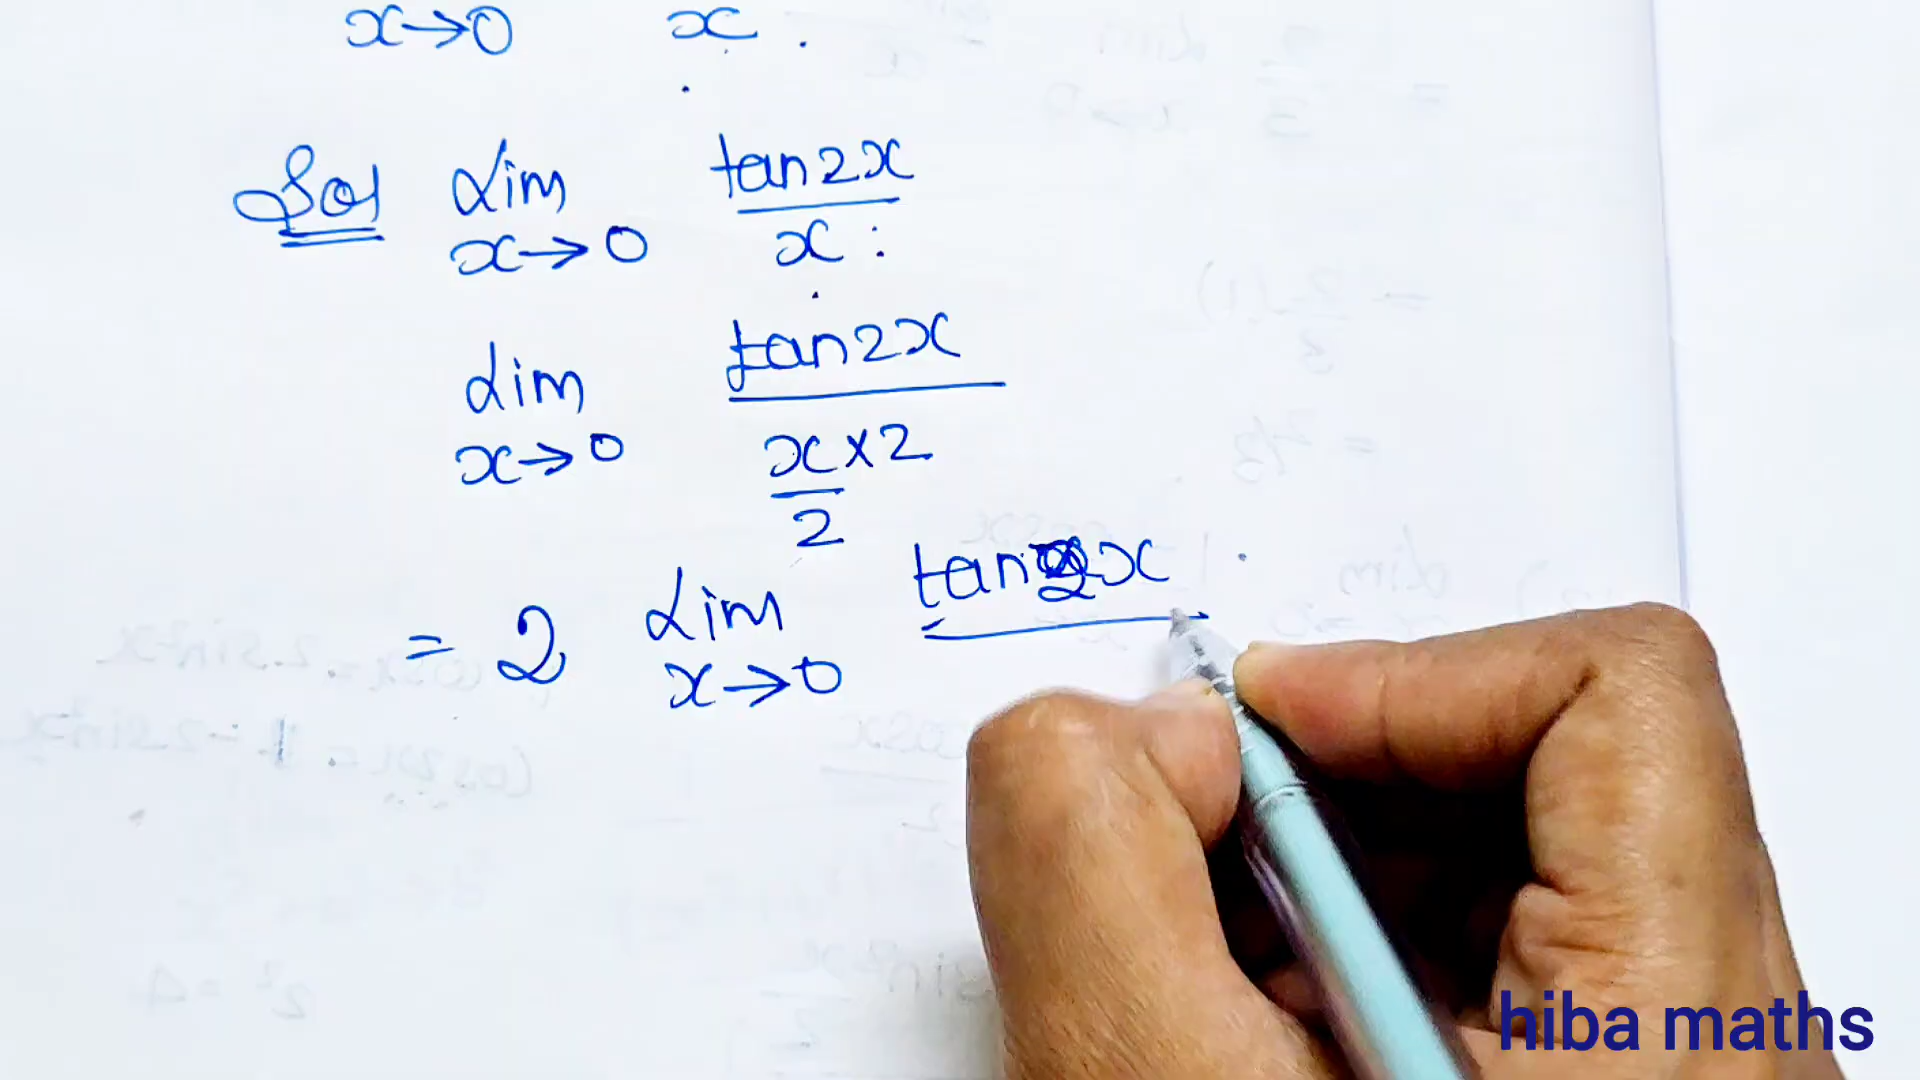 x→0 x .
Sol Lim tan2x
x→0 x :
Lim tan2x
x→0 x×2
2
= 2 Lim tan2x
x→0
hiba maths